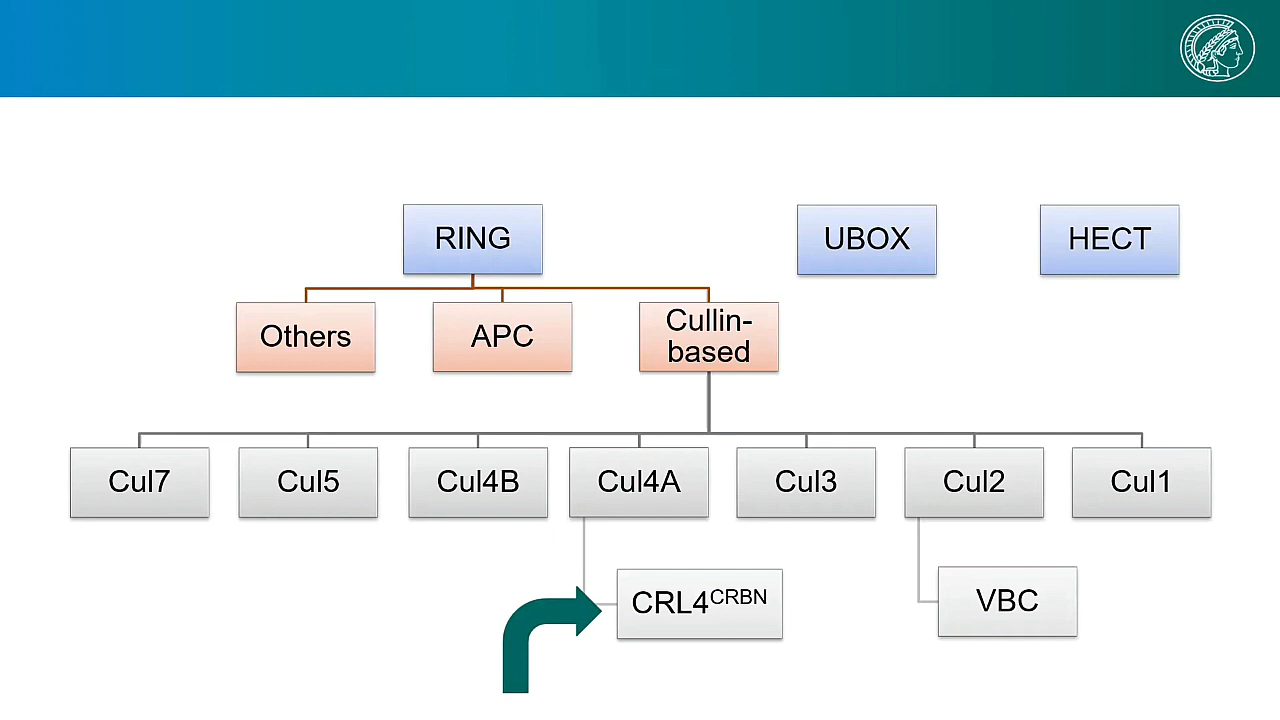 RING
UBOX
HECT
Others
APC
Cullin-
based
Cul7
Cul5
Cul4B
Cul4A
Cul3
Cul2
Cul1
CRL4CRBN
VBC